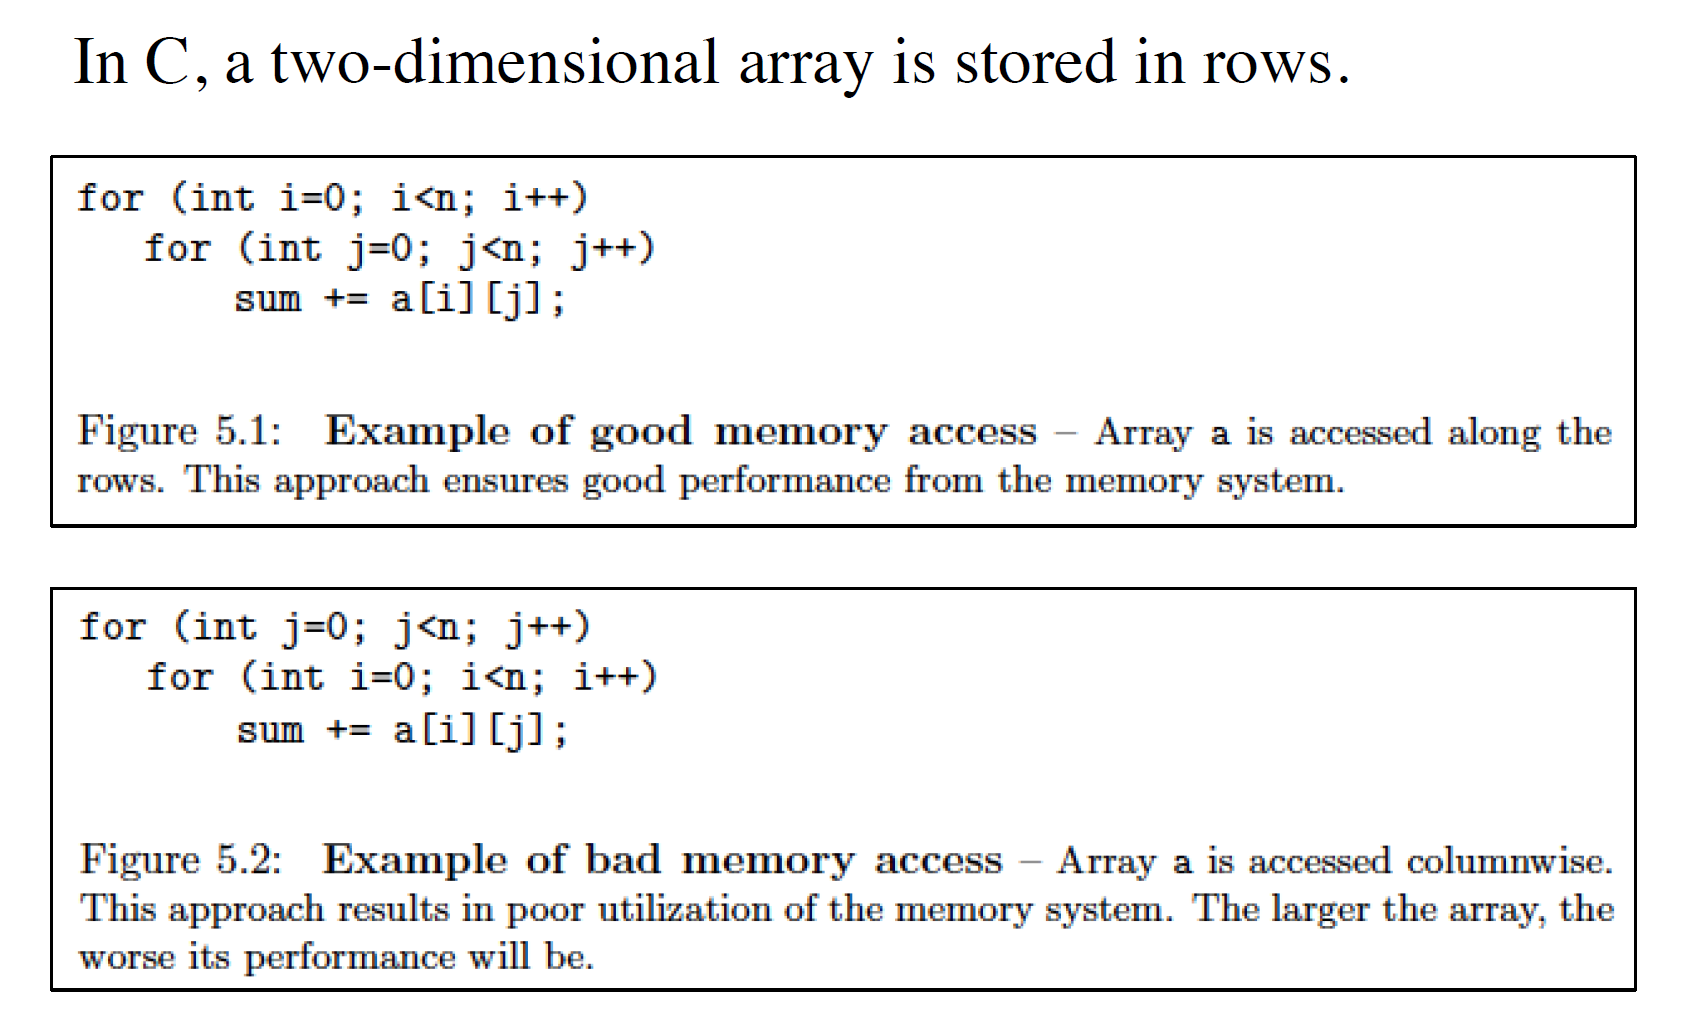 In C, a two-dimensional array is stored in rows.
for (int i=0; i<n; i++)
for (int j=0; j<n; j++)
sum += a[i][j];
Figure 5.1: Example of good memory access – Array a is accessed along the
rows. This approach ensures good performance from the memory system.
for (int j=0; j<n; j++)
for (int i=0; i<n; i++)
sum += a[i][j];
Figure 5.2: Example of bad memory access – Array a is accessed columnwise.
This approach results in poor utilization of the memory system. The larger the array, the
worse its performance will be.